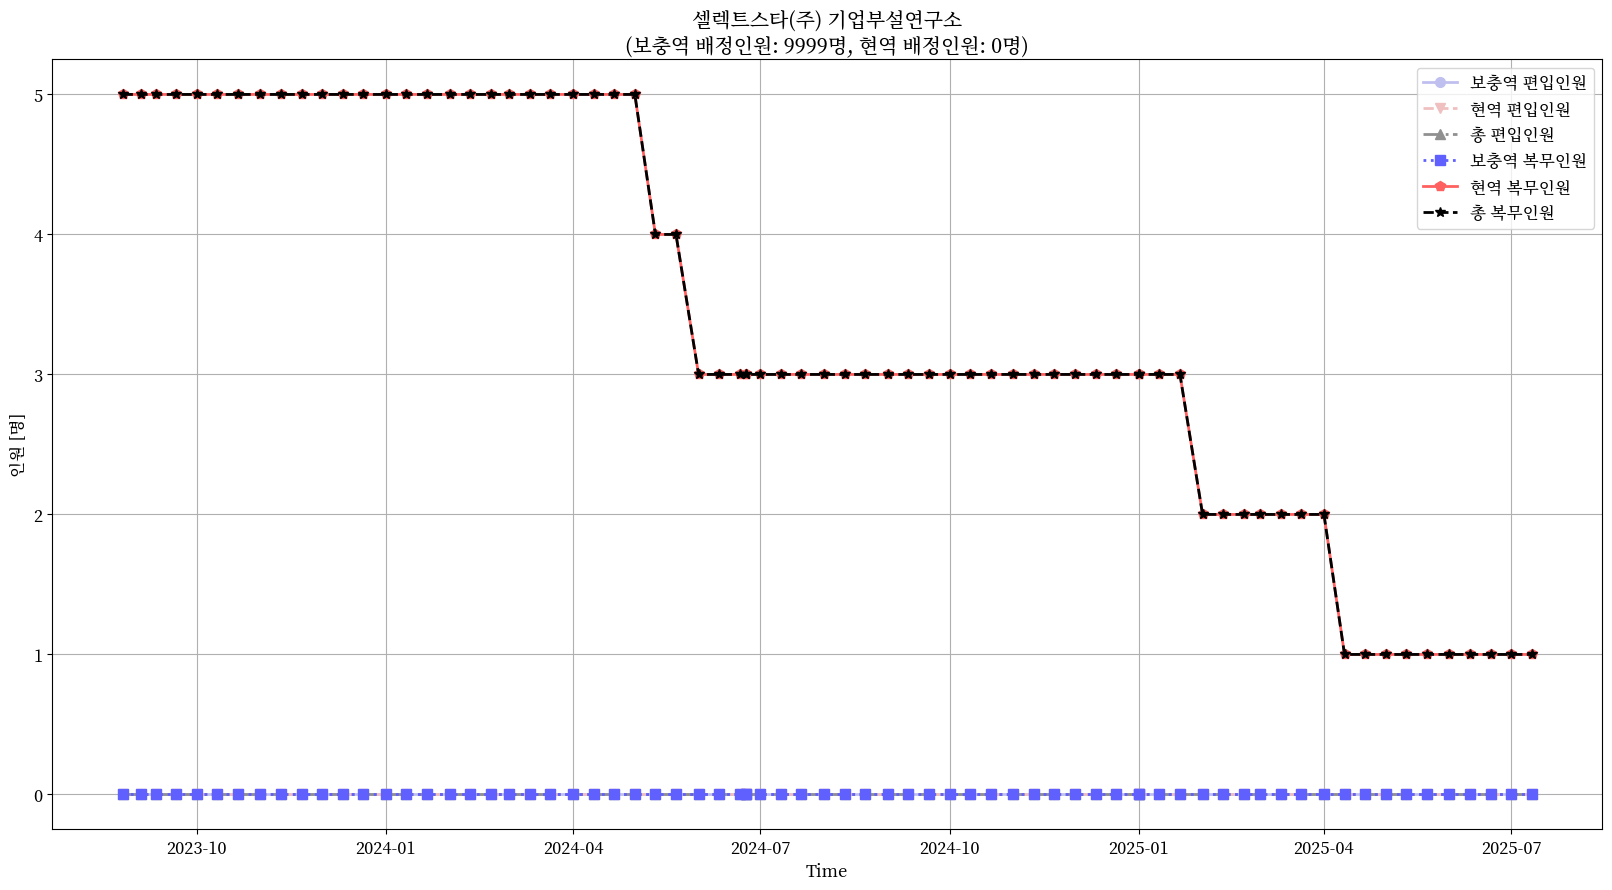 셀렉트스타(주) 기업부설연구소
(보충역 배정인원: 9999명, 현역 배정인원: 0명)
보충역 편입인원
현역 편입인원
총 편입인원
보충역 복무인원
현역 복무인원
총 복무인원
인원 [명]
5
4
3
2
1
0
2023-10
2024-01
2024-04
2024-07
2024-10
2025-01
2025-04
2025-07
Time